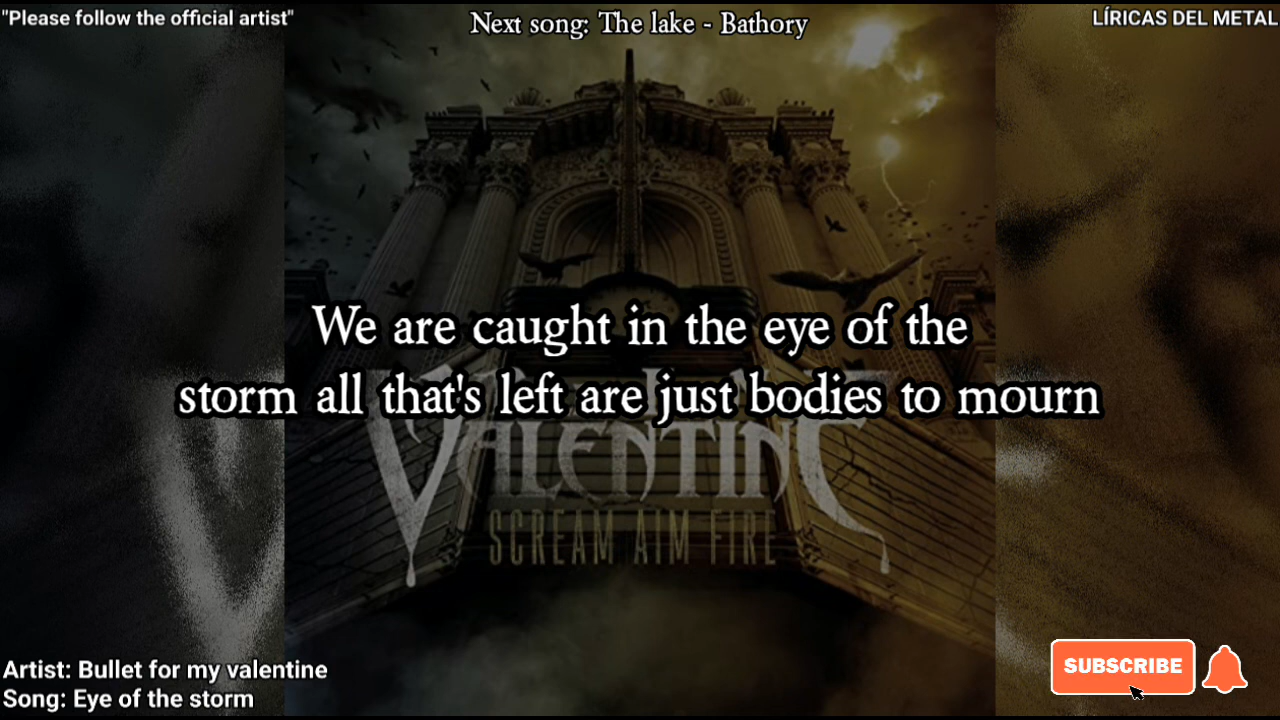 "Please follow the official artist"
Next song: The lake - Bathory
LÍRICAS DEL METAL
We are caught in the eye of the
storm all that's left are just bodies to mourn
VALENTINE
SCREAM AIM FIRE
Artist: Bullet for my valentine
Song: Eye of the storm
SUBSCRIBE